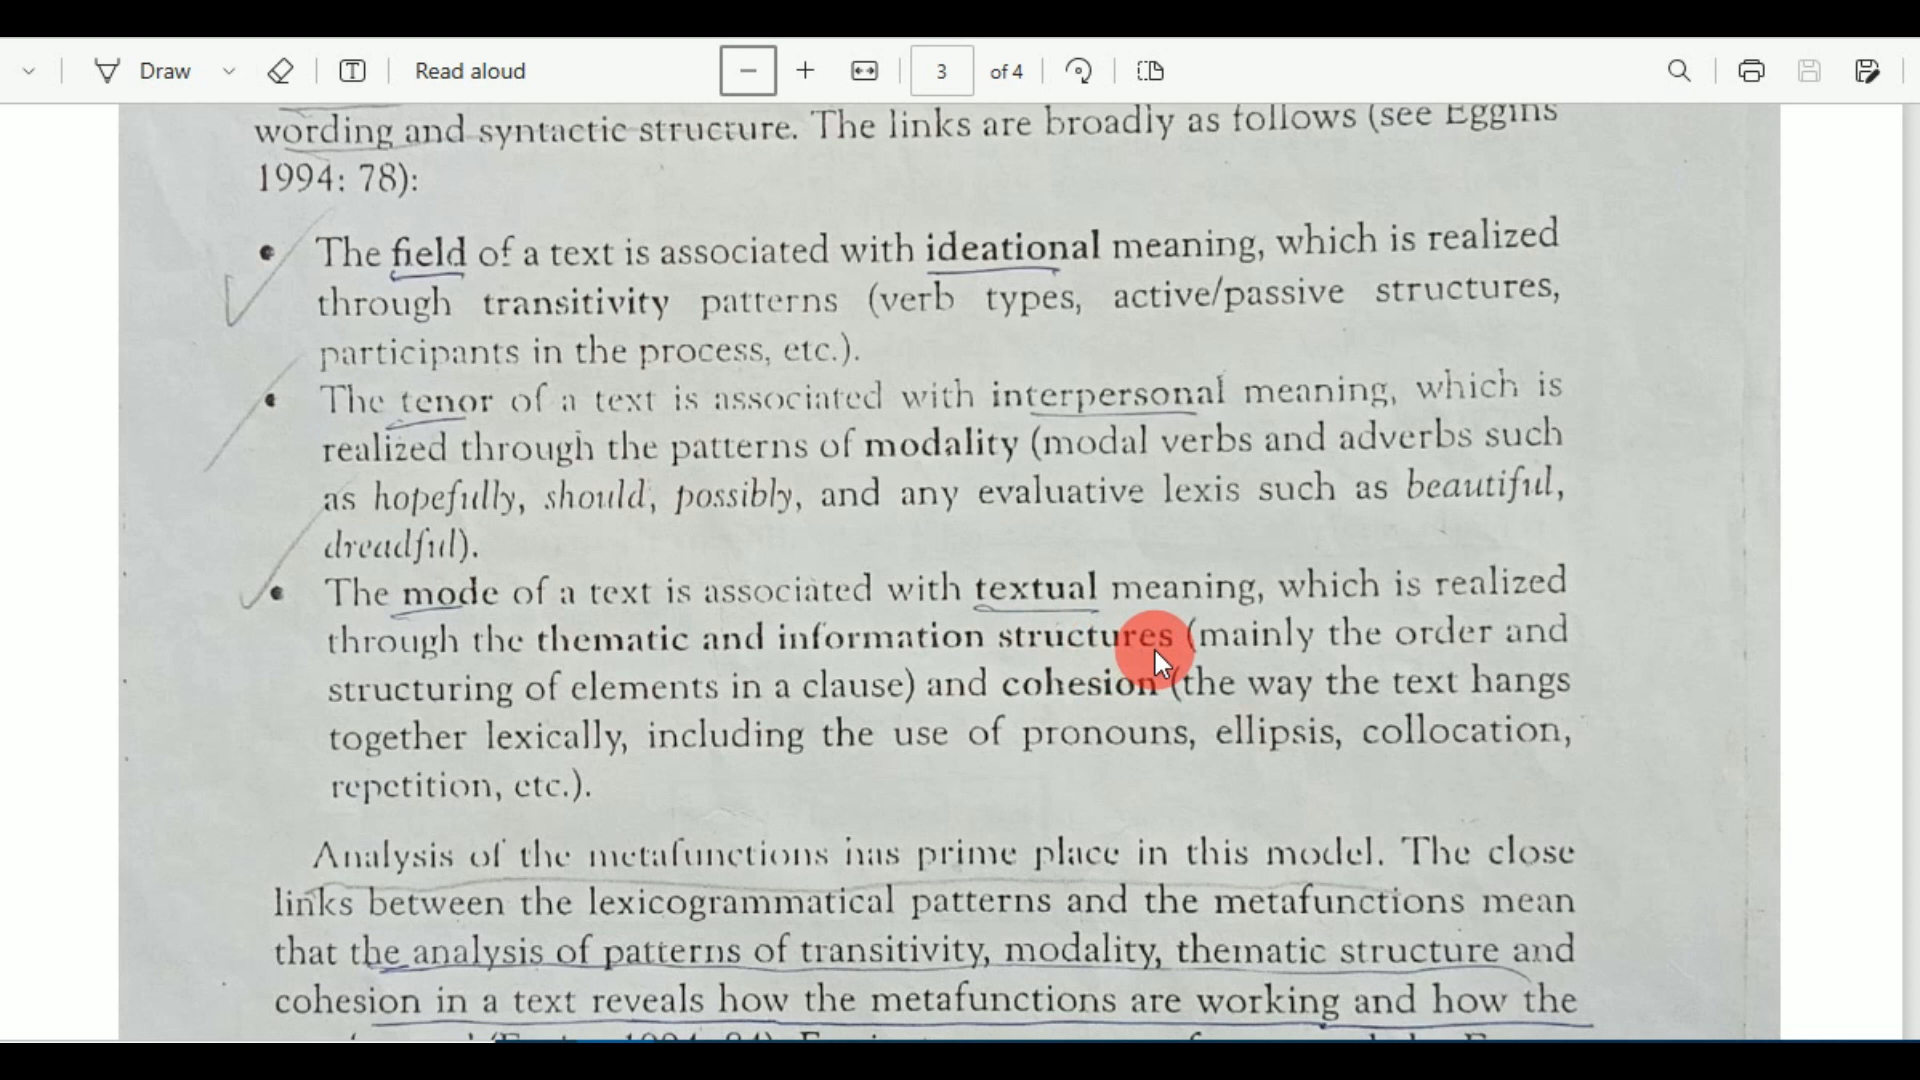 Draw
Read aloud
3
of 4
wording and syntactic structure. The links are broadly as follows (see Eggins
1994: 78):
• The field of a text is associated with ideational meaning, which is realized
through transitivity patterns (verb types, active/passive structures,
participants in the process, etc.).
• The tenor of a text is associated with interpersonal meaning, which is
realized through the patterns of modality (modal verbs and adverbs such
as hopefully, should, possibly, and any evaluative lexis such as beautiful,
dreadful).
• The mode of a text is associated with textual meaning, which is realized
through the thematic and information structures (mainly the order and
structuring of elements in a clause) and cohesion (the way the text hangs
together lexically, including the use of pronouns, ellipsis, collocation,
repetition, etc.).
Analysis of the metafunctions has prime place in this model. The close
links between the lexicogrammatical patterns and the metafunctions mean
that the analysis of patterns of transitivity, modality, thematic structure and
cohesion in a text reveals how the metafunctions are working and how the